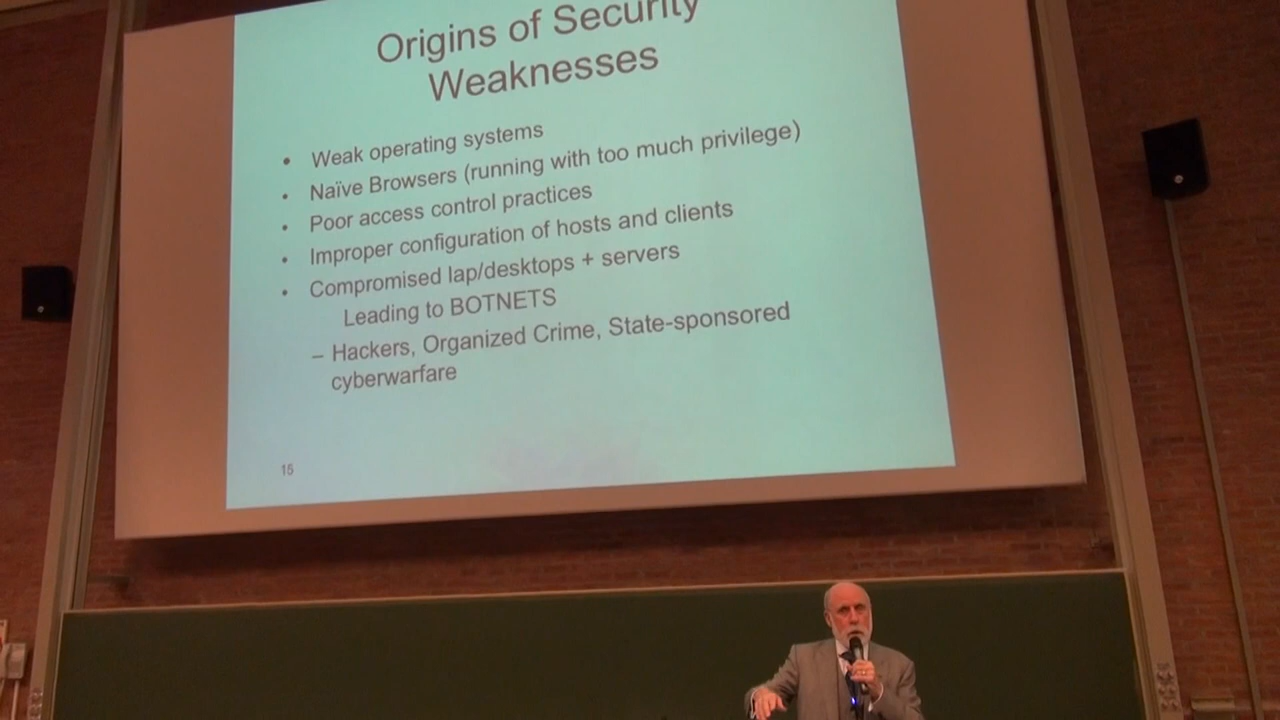 Origins of Security
Weaknesses
• Weak operating systems
• Naïve Browsers (running with too much privilege)
• Poor access control practices
• Improper configuration of hosts and clients
• Compromised lap/desktops + servers
Leading to BOTNETS
– Hackers, Organized Crime, State-sponsored
cyberwarfare
15